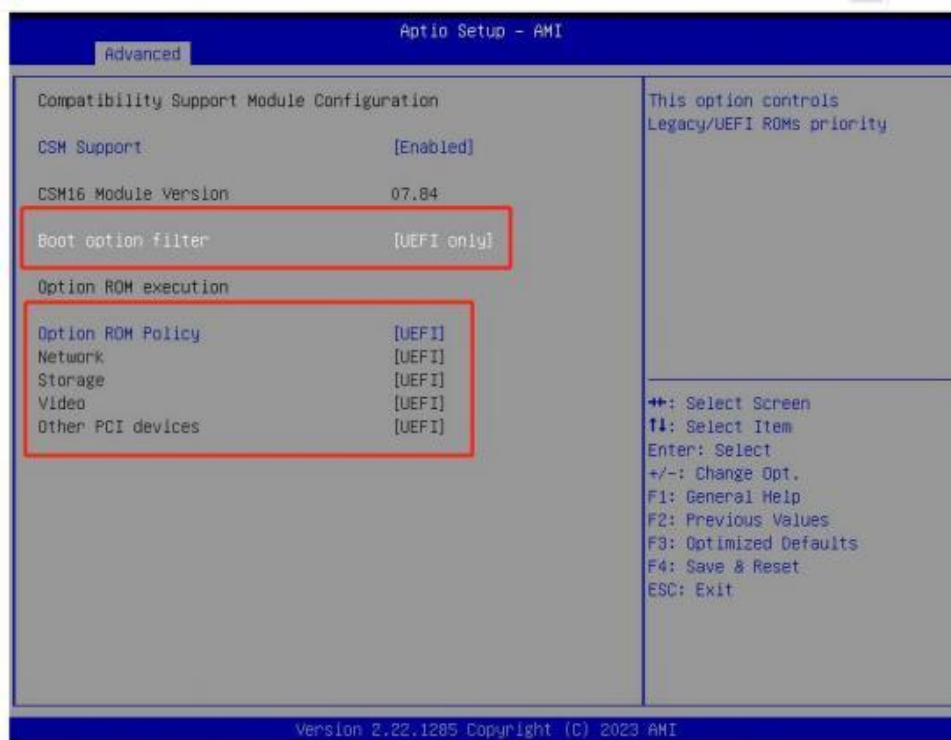 Aptio Setup – AMI
Advanced
Compatibility Support Module Configuration
CSM Support [Enabled]
CSM16 Module Version 07.84
Boot option filter [UEFI only]
Option ROM execution
Option ROM Policy [UEFI]
Network [UEFI]
Storage [UEFI]
Video [UEFI]
Other PCI devices [UEFI]
This option controls
Legacy/UEFI ROMs priority
→←: Select Screen
↑↓: Select Item
Enter: Select
+/-: Change Opt.
F1: General Help
F2: Previous Values
F3: Optimized Defaults
F4: Save & Reset
ESC: Exit
Version 2.22.1285 Copyright (C) 2023 AMI